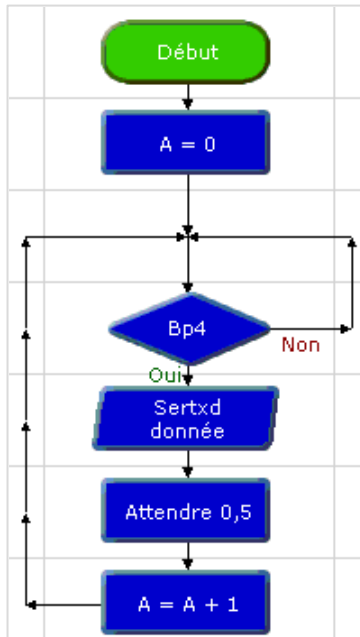 Début
A = 0
Bp4
Non
Oui
Sertxd
donnée
Attendre 0,5
A = A + 1